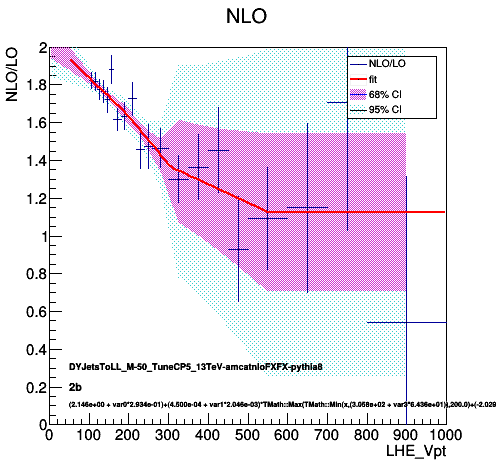 NLO
NLO/LO
2
1.8
1.6
1.4
1.2
1
0.8
0.6
0.4
0.2
0
NLO/LO
fit
68% CI
95% CI
DYJetsToLL_M-50_TuneCP5_13TeV-amcatnloFXFX-pythia8
2b
(2.146e+00 + var0*2.934e-01)+(4.500e-04 + var1*2.046e-03)*TMath::Max(TMath::Min(x,(3.058e+02 + var3*6.436e+01)),200.0)+(-2.029
0 100 200 300 400 500 600 700 800 900 1000
LHE_Vpt